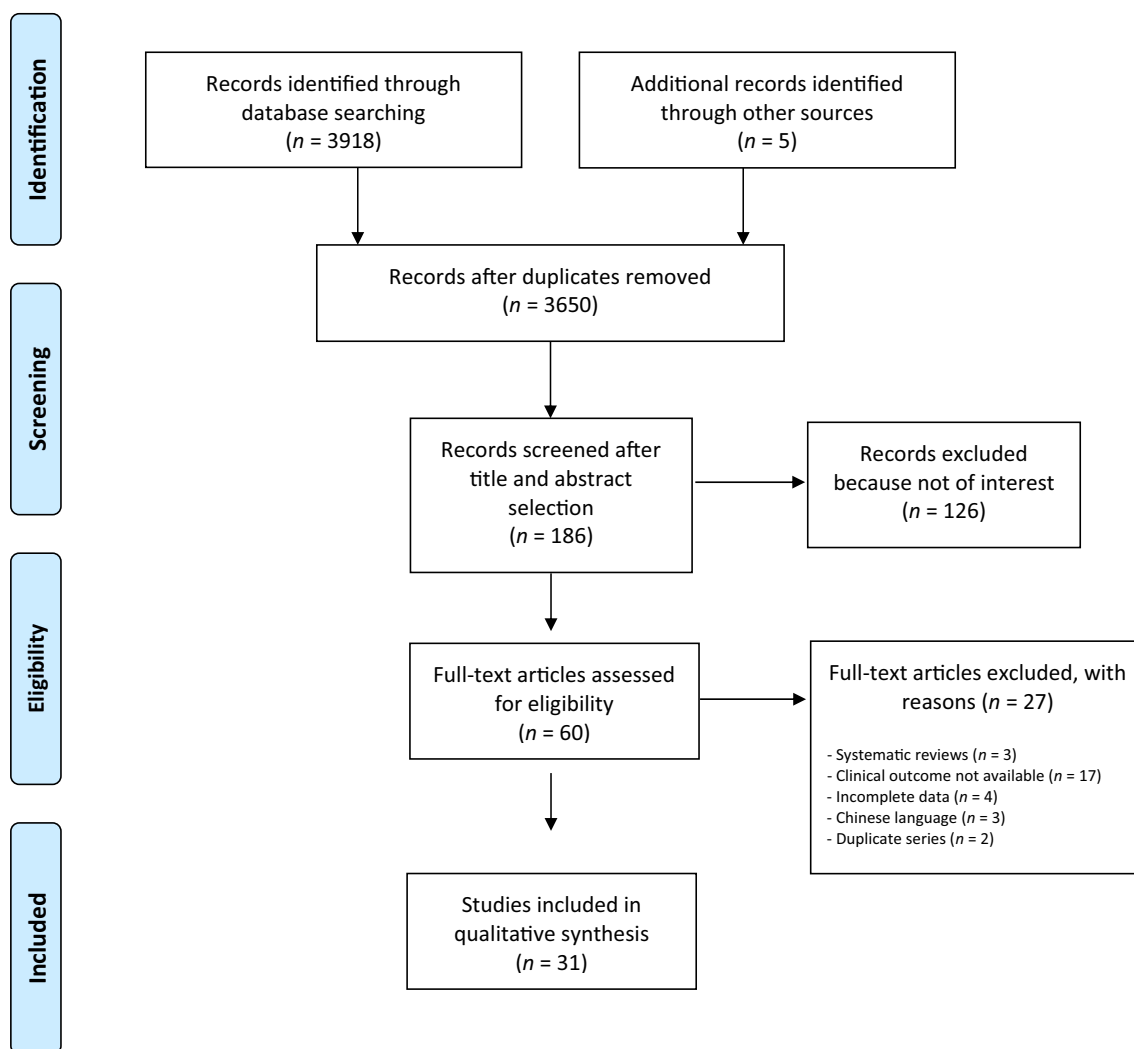 Identification
Records identified through
database searching
(n = 3918)
Additional records identified
through other sources
(n = 5)
Records after duplicates removed
(n = 3650)
Screening
Records screened after
title and abstract
selection
(n = 186)
Records excluded
because not of interest
(n = 126)
Eligibility
Full-text articles assessed
for eligibility
(n = 60)
Full-text articles excluded, with
reasons (n = 27)
- Systematic reviews (n = 3)
- Clinical outcome not available (n = 17)
- Incomplete data (n = 4)
- Chinese language (n = 3)
- Duplicate series (n = 2)
Included
Studies included in
qualitative synthesis
(n = 31)